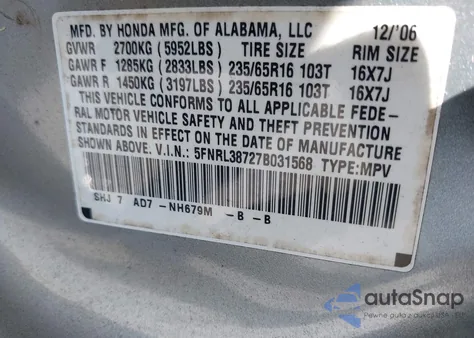 MFD. BY HONDA MFG. OF ALABAMA, LLC 12/'06
GVWR 2700KG (5952LBS) TIRE SIZE RIM SIZE
GAWR F 1285KG (2833LBS) 235/65R16 103T 16X7J
GAWR R 1450KG (3197LBS) 235/65R16 103T 16X7J
THIS VEHICLE CONFORMS TO ALL APPLICABLE FEDE-
RAL MOTOR VEHICLE SAFETY AND THEFT PREVENTION
STANDARDS IN EFFECT ON THE DATE OF MANUFACTURE
SHOWN ABOVE. V.I.N.: 5FNRL38727B031568 TYPE:MPV
SHJ 7 AD7 -NH679M -B -B
autoSnap
Pewne auto z USA